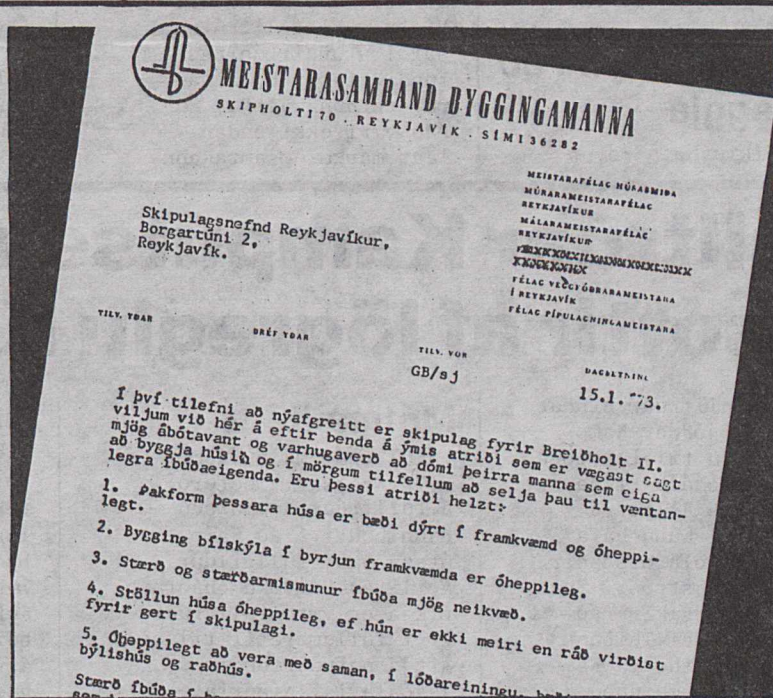 MEISTARASAMBAND BYGGINGAMANNA
SKIPHOLTI 70 · REYKJAVÍK · SÍMI 36282
MEISTARAFÉLAG HÚSASMIÐA
MÚRARAMEISTARAFÉLAG
REYKJAVÍKUR
MÁLARAMEISTARAFÉLAG
REYKJAVÍKUR
FÉLAG VEGGFÓÐRARAMEISTARA
Í REYKJAVÍK
FÉLAG PÍPULAGNINGAMEISTARA
Skipulagsnefnd Reykjavíkur,
Borgartúni 2,
Reykjavík.
TILV. YÐAR
BRÉF YÐAR
TILV. VOR
DAGSETNING
GB/sj
15.1. '73.
Í því tilefni að nýafgreitt er skipulag fyrir Breiðholt II.
viljum við hér á eftir benda á ýmis atriði sem er vægast sagt
mjög ábótavant og varhugaverð að dómi þeirra manna sem eiga
að byggja húsin og í mörgum tilfellum að selja þau til væntan-
legra íbúðaeigenda. Eru þessi atriði helzt:
1. Þakform þessara húsa er bæði dýrt í framkvæmd og óheppi-
legt.
2. Bygging bílskýla í byrjun framkvæmda er óheppileg.
3. Stærð og stærðarmismunur íbúða mjög neikvæð.
4. Stöllun húsa óheppileg, ef hún er ekki meiri en ráð virðist
fyrir gert í skipulagi.
5. Óheppilegt að vera með saman, í lóðareiningu,
býlishús og raðhús.
Stærð íbúða í